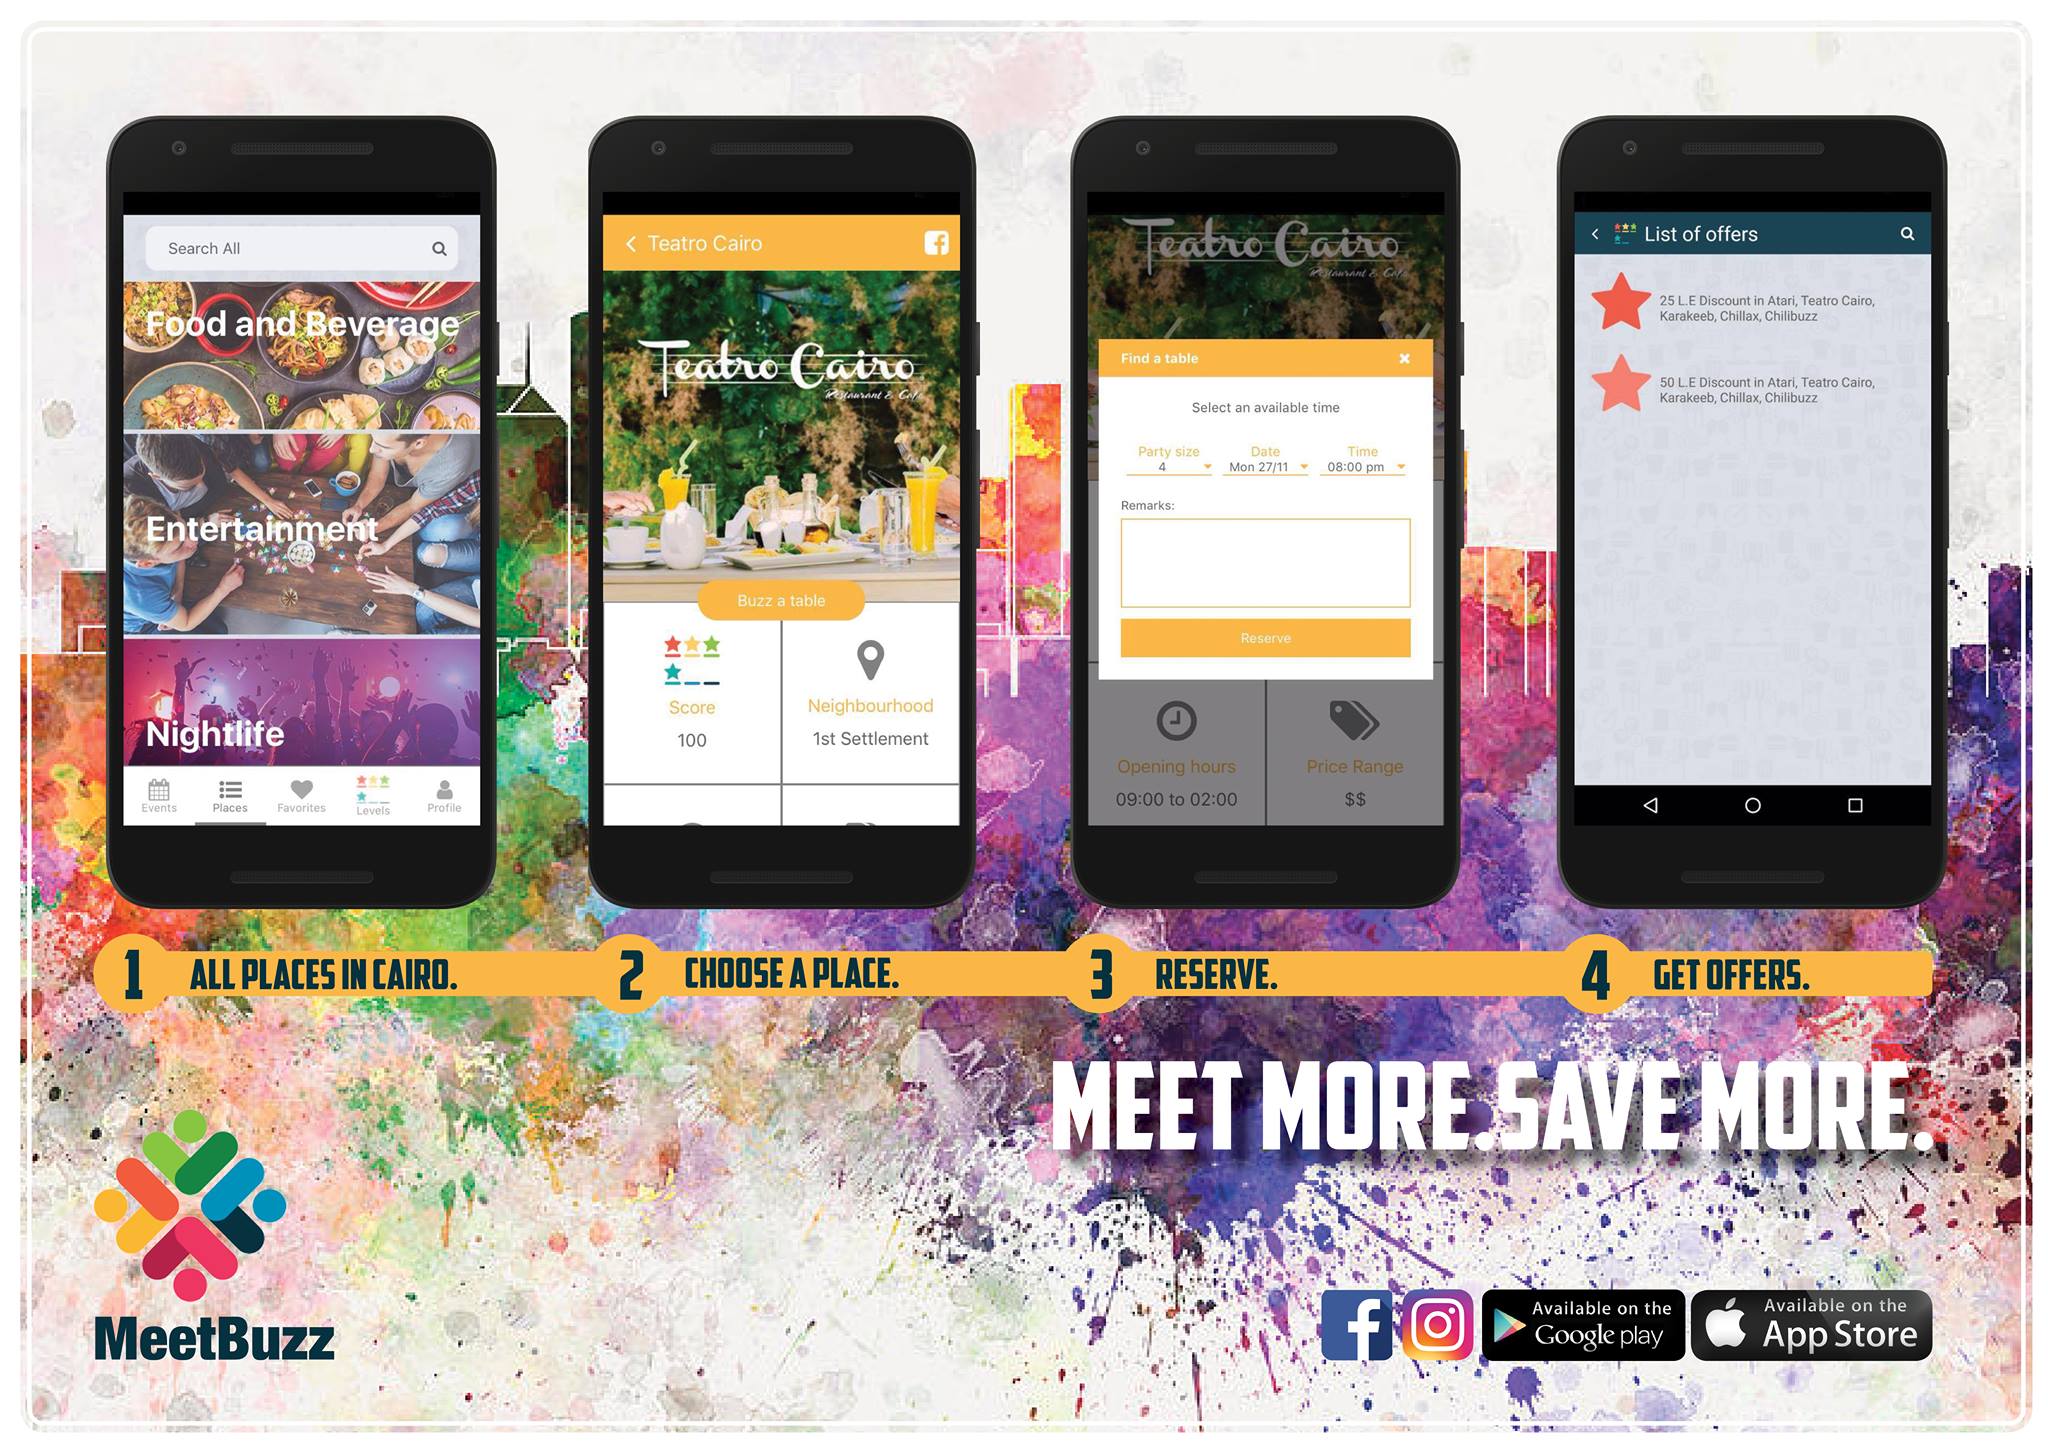 Search All
Food and Beverage
Entertainment
Nightlife
Events
Places
Favorites
Levels
Profile
Teatro Cairo
Teatro Cairo
Restaurant & Cafe
Buzz a table
Score
100
Neighbourhood
1st Settlement
Teatro Cairo
Restaurant & Cafe
Find a table
Select an available time
Party size Date Time
4 Mon 27/11 08:00 pm
Remarks:
Reserve
Opening hours
09:00 to 02:00
Price Range
$$
List of offers
25 L.E Discount in Atari, Teatro Cairo,
Karakeeb, Chillax, Chilibuzz
50 L.E Discount in Atari, Teatro Cairo,
Karakeeb, Chillax, Chilibuzz
1 ALL PLACES IN CAIRO.
2 CHOOSE A PLACE.
3 RESERVE.
4 GET OFFERS.
MEET MORE.SAVE MORE.
MeetBuzz
Available on the
Google play
Available on the
App Store